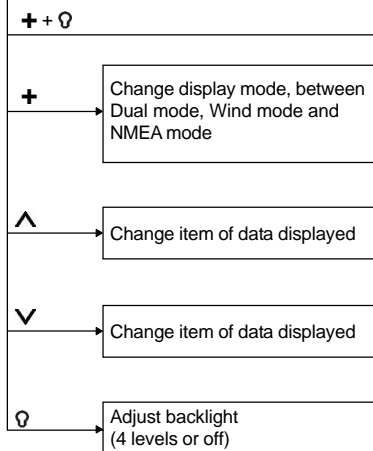 + + 
+
Change display mode, between
Dual mode, Wind mode and
NMEA mode
∧
Change item of data displayed
∨
Change item of data displayed
Adjust backlight
(4 levels or off)